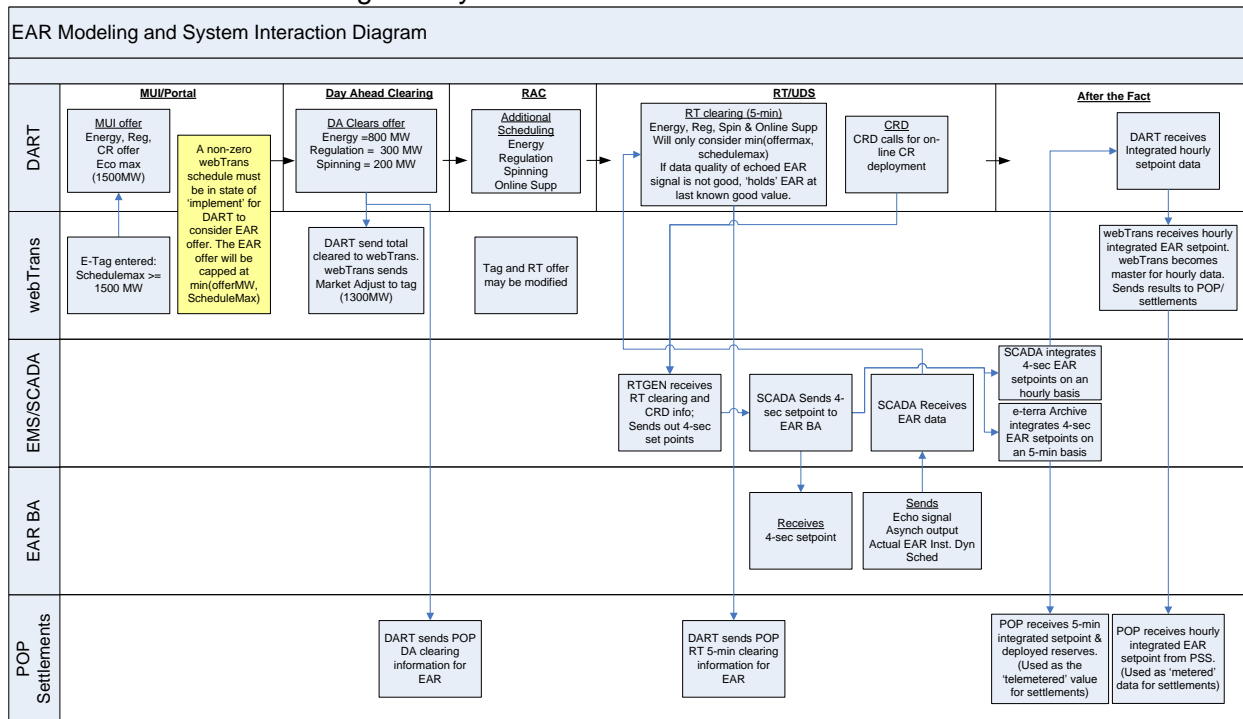 EAR Modeling and System Interaction Diagram
MUI/Portal
Day Ahead Clearing
RAC
RT/UDS
After the Fact
DART
MUI offer
Energy, Reg,
CR offer
Eco max
(1500MW)
A non-zero
webTrans
schedule must
be in state of
'implement' for
DART to
consider EAR
offer. The EAR
offer will be
capped at
min(offerMW,
ScheduleMax)
DA Clears offer
Energy =800 MW
Regulation = 300 MW
Spinning = 200 MW
Additional
Scheduling
Energy
Regulation
Spinning
Online Supp
RT clearing (5-min)
Energy, Reg, Spin & Online Supp
Will only consider min(offermax,
schedulemax)
If data quality of echoed EAR
signal is not good, 'holds' EAR at
last known good value.
CRD
CRD calls for on-
line CR
deployment
DART receives
Integrated hourly
setpoint data
webTrans
E-Tag entered:
Schedulemax >=
1500 MW
DART send total
cleared to webTrans.
webTrans sends
Market Adjust to tag
(1300MW)
Tag and RT offer
may be modified
webTrans receives hourly
integrated EAR setpoint.
webTrans becomes
master for hourly data.
Sends results to POP/
settlements
EMS/SCADA
RTGEN receives
RT clearing and
CRD info;
Sends out 4-sec
set points
SCADA Sends 4-
sec setpoint to
EAR BA
SCADA Receives
EAR data
SCADA integrates
4-sec EAR
setpoints on an
hourly basis
e-terra Archive
integrates 4-sec
EAR setpoints on
an 5-min basis
EAR BA
Receives
4-sec setpoint
Sends
Echo signal
Asynch output
Actual EAR Inst. Dyn
Sched
POP
Settlements
DART sends POP
DA clearing
information for
EAR
DART sends POP
RT 5-min clearing
information for
EAR
POP receives 5-min
integrated setpoint &
deployed reserves.
(Used as the
'telemetered' value
for settlements)
POP receives hourly
integrated EAR
setpoint from PSS.
(Used as 'metered'
data for settlements)